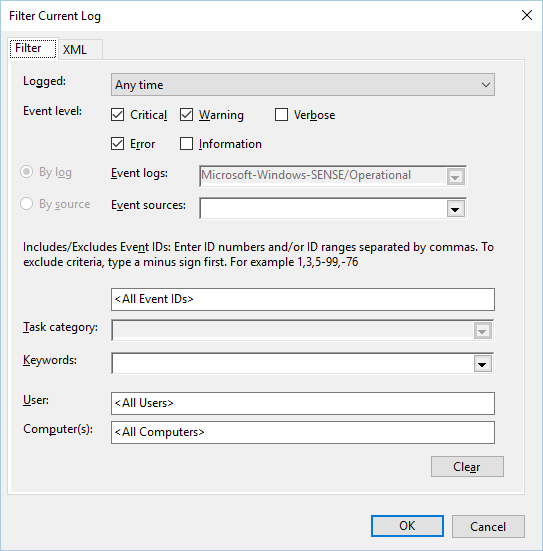 Filter Current Log
Filter XML
Logged: Any time
Event level: Critical Warning Verbose
Error Information
By log Event logs: Microsoft-Windows-SENSE/Operational
By source Event sources:
Includes/Excludes Event IDs: Enter ID numbers and/or ID ranges separated by commas. To
exclude criteria, type a minus sign first. For example 1,3,5-99,-76
<All Event IDs>
Task category:
Keywords:
User: <All Users>
Computer(s): <All Computers>
Clear
OK Cancel